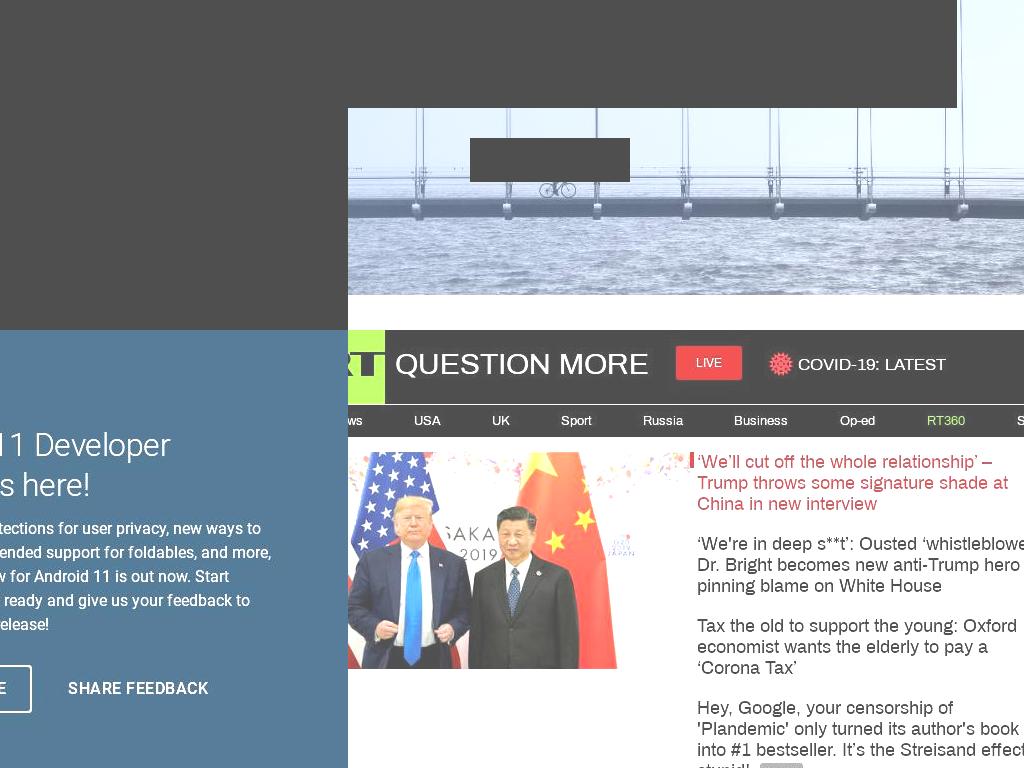 11 Developer
s here!
tections for user privacy, new ways to
ended support for foldables, and more,
w for Android 11 is out now. Start
ready and give us your feedback to
elease!
E
SHARE FEEDBACK
RT QUESTION MORE
LIVE
COVID-19: LATEST
ws USA UK Sport Russia Business Op-ed RT360 S
SAKA
2019
JAPAN
‘We’ll cut off the whole relationship’ –
Trump throws some signature shade at
China in new interview
‘We're in deep s**t’: Ousted ‘whistleblowe
Dr. Bright becomes new anti-Trump hero
pinning blame on White House
Tax the old to support the young: Oxford
economist wants the elderly to pay a
‘Corona Tax’
Hey, Google, your censorship of
'Plandemic' only turned its author's book
into #1 bestseller. It’s the Streisand effect